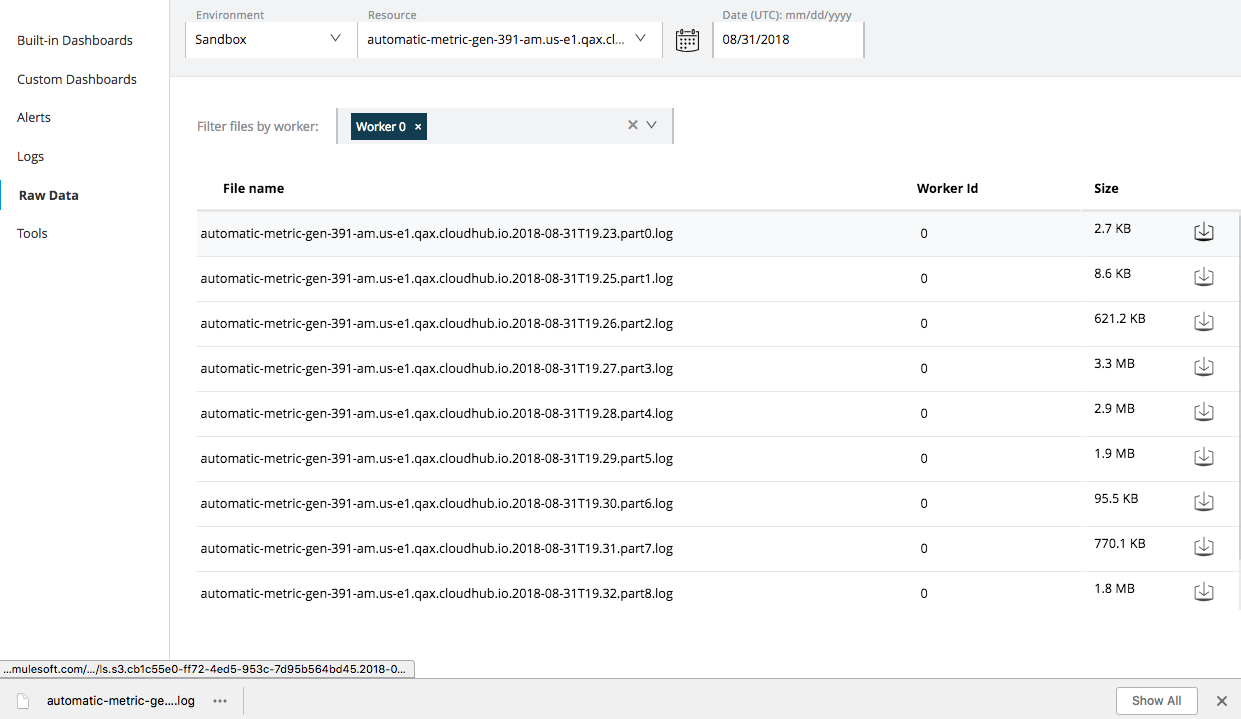 Environment
Resource
Date (UTC): mm/dd/yyyy
Sandbox
automatic-metric-gen-391-am.us-e1.qax.cl...
08/31/2018
Built-in Dashboards
Custom Dashboards
Alerts
Logs
Raw Data
Tools
Filter files by worker:
Worker 0 ×
File name Worker Id Size
automatic-metric-gen-391-am.us-e1.qax.cloudhub.io.2018-08-31T19.23.part0.log 0 2.7 KB
automatic-metric-gen-391-am.us-e1.qax.cloudhub.io.2018-08-31T19.25.part1.log 0 8.6 KB
automatic-metric-gen-391-am.us-e1.qax.cloudhub.io.2018-08-31T19.26.part2.log 0 621.2 KB
automatic-metric-gen-391-am.us-e1.qax.cloudhub.io.2018-08-31T19.27.part3.log 0 3.3 MB
automatic-metric-gen-391-am.us-e1.qax.cloudhub.io.2018-08-31T19.28.part4.log 0 2.9 MB
automatic-metric-gen-391-am.us-e1.qax.cloudhub.io.2018-08-31T19.29.part5.log 0 1.9 MB
automatic-metric-gen-391-am.us-e1.qax.cloudhub.io.2018-08-31T19.30.part6.log 0 95.5 KB
automatic-metric-gen-391-am.us-e1.qax.cloudhub.io.2018-08-31T19.31.part7.log 0 770.1 KB
automatic-metric-gen-391-am.us-e1.qax.cloudhub.io.2018-08-31T19.32.part8.log 0 1.8 MB
...mulesoft.com/.../ls.s3.cb1c55e0-ff72-4ed5-953c-7d95b564bd45.2018-0...
automatic-metric-ge....log
Show All